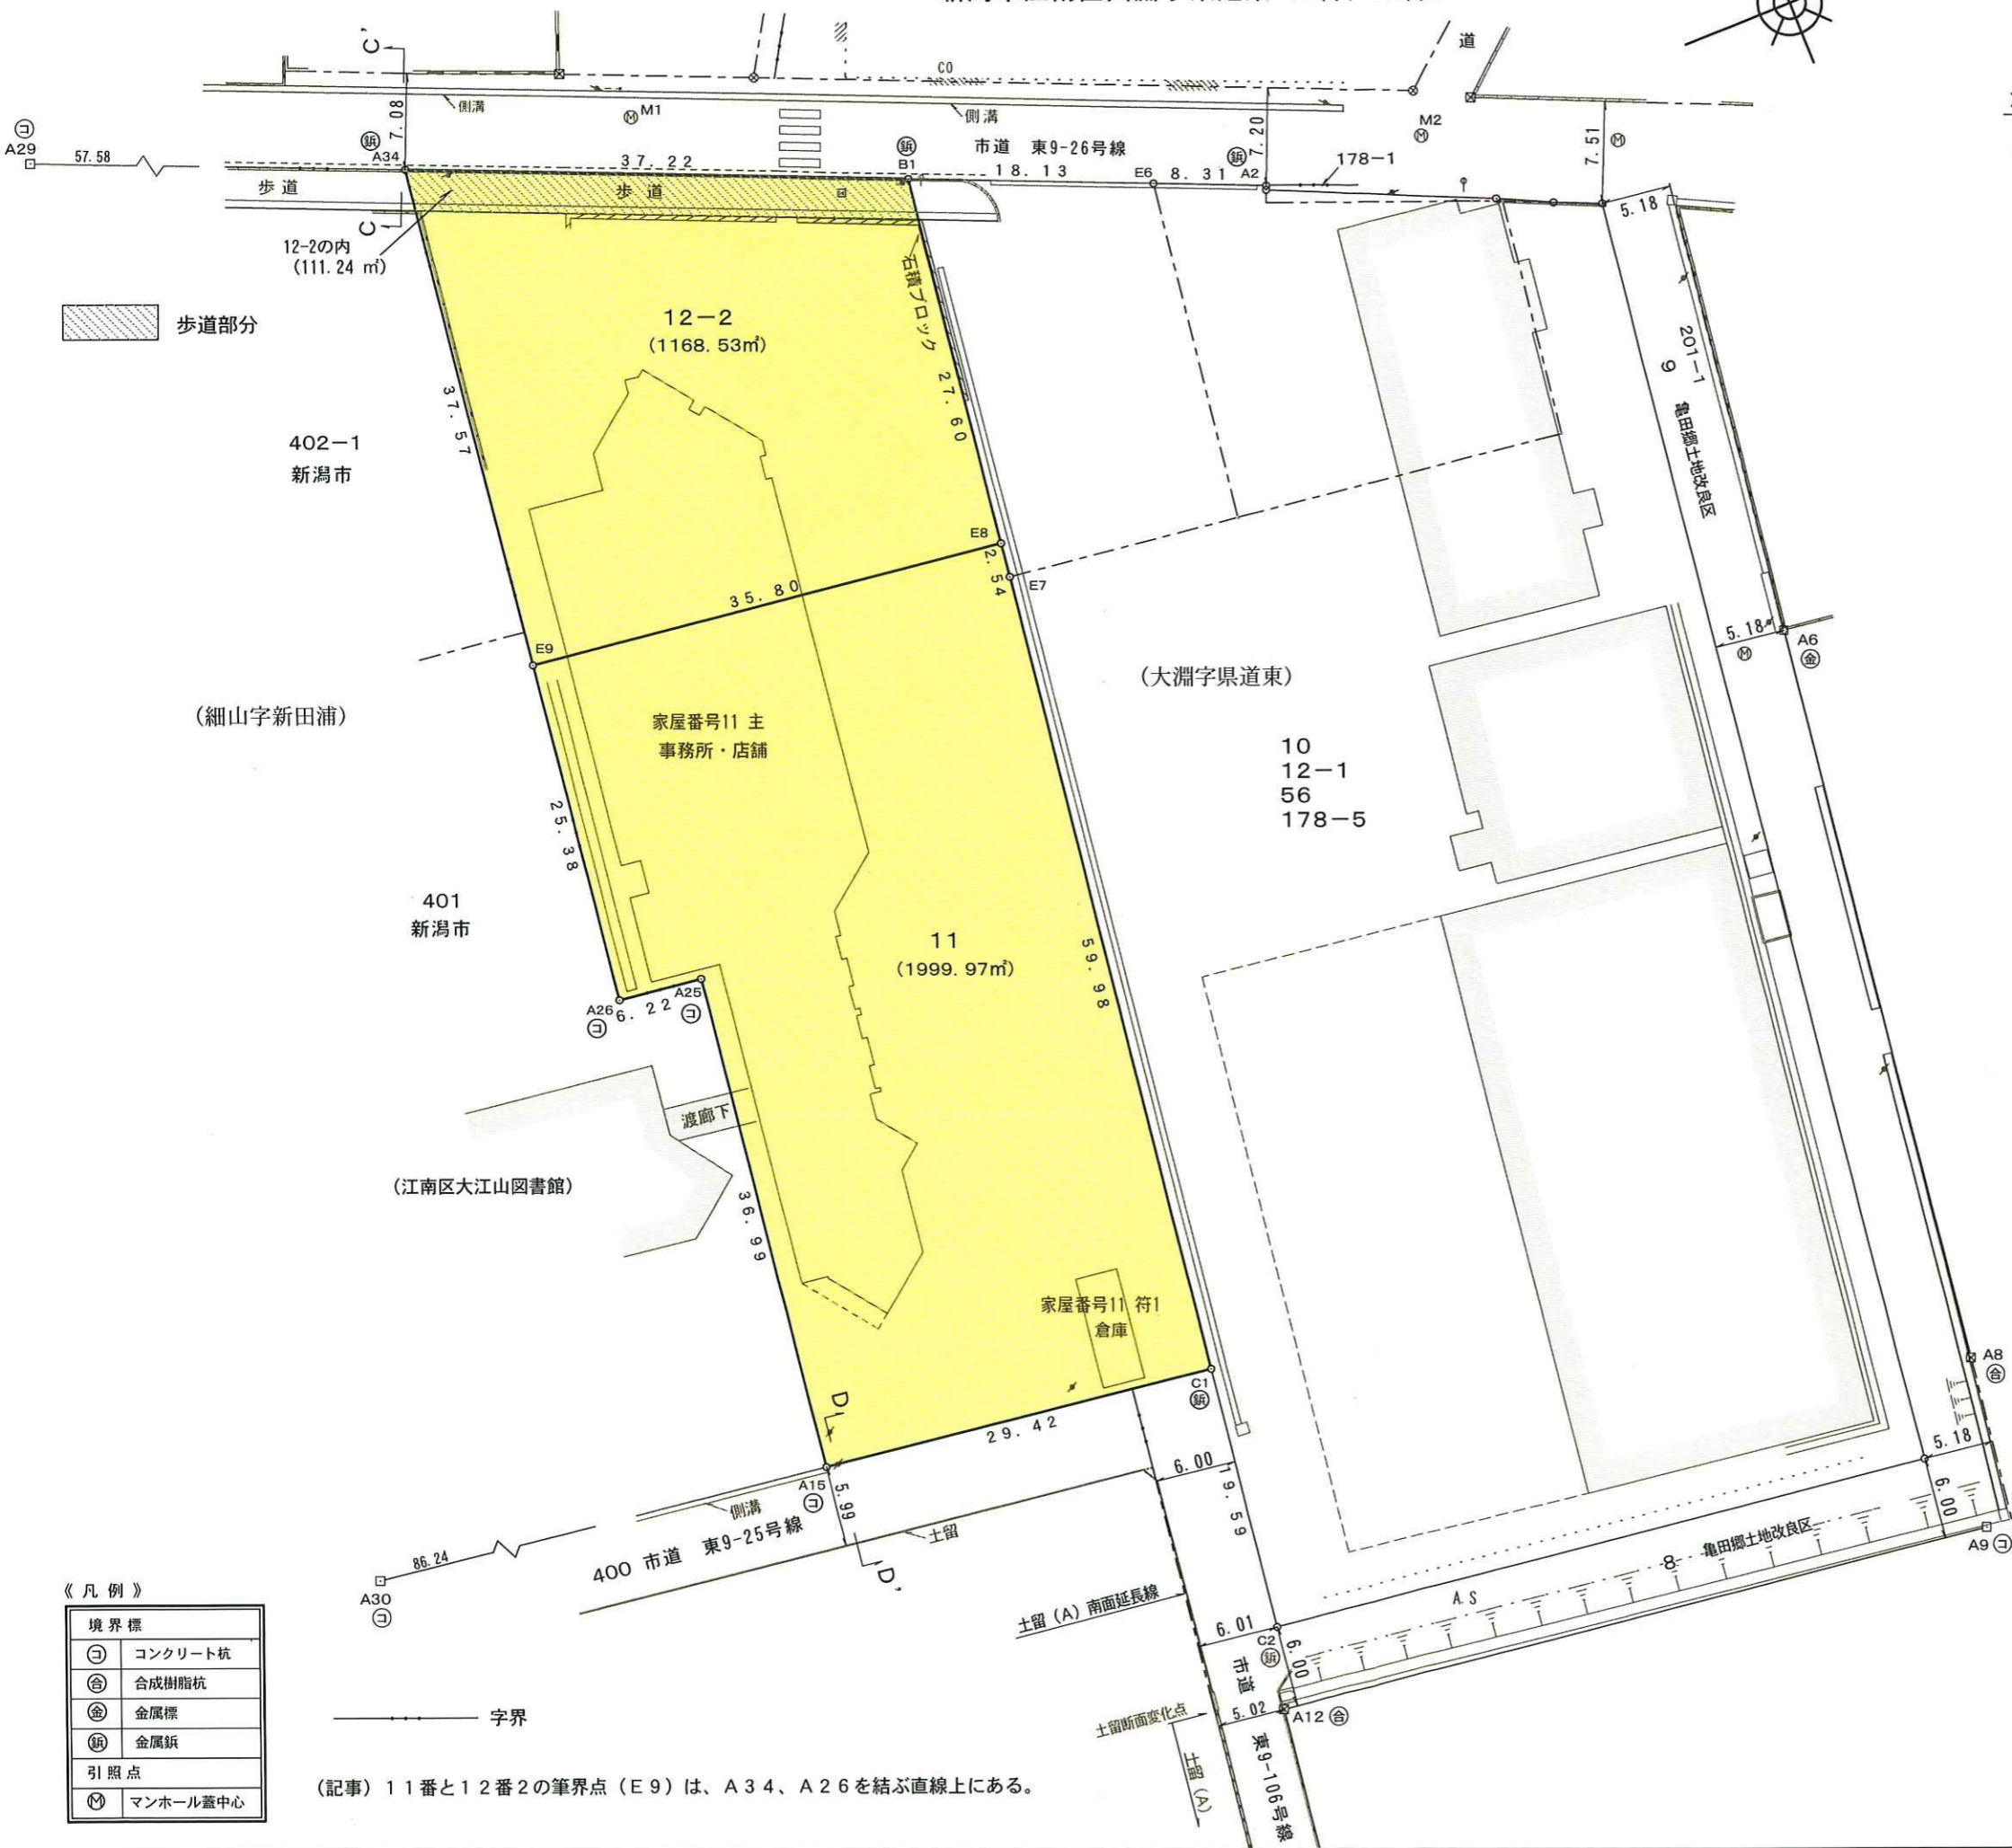 C'
道
CO
側溝
M1
側溝
M2
7.08
7.20
7.51
A29
57.58
A34
37.22
B1
市道 東9-26号線
18.13
E6
8.31
A2
178-1
歩道
歩道
5.18
C
12-2の内
(111.24 ㎡)
石積ブロック
歩道部分
12-2
(1168.53㎡)
201-1
9
亀田郷土地改良区
37.57
27.60
402-1
新潟市
E8
2.54
E7
35.80
5.18
A6
E9
(細山字新田浦)
(大淵字県道東)
家屋番号11 主
事務所・店舗
10
12-1
56
178-5
25.38
401
新潟市
11
(1999.97㎡)
59.98
A26
6.22
A25
渡廊下
(江南区大江山図書館)
36.99
家屋番号11 符1
倉庫
A8
C1
D
29.42
5.18
6.00
19.59
6.00
A15
5.99
側溝
土留
400 市道 東9-25号線
D'
86.24
A30
8 亀田郷土地改良区
A9
A.S
土留(A)南面延長線
6.01
C2
6.00
市道
土留断面変化点
5.02
A12
東9-106号線
土留(A)
《凡例》
境界標
コ コンクリート杭
合 合成樹脂杭
金 金属標
鋲 金属鋲
引照点
M マンホール蓋中心
字界
(記事)11番と12番2の筆界点(E9)は、A34、A26を結ぶ直線上にある。